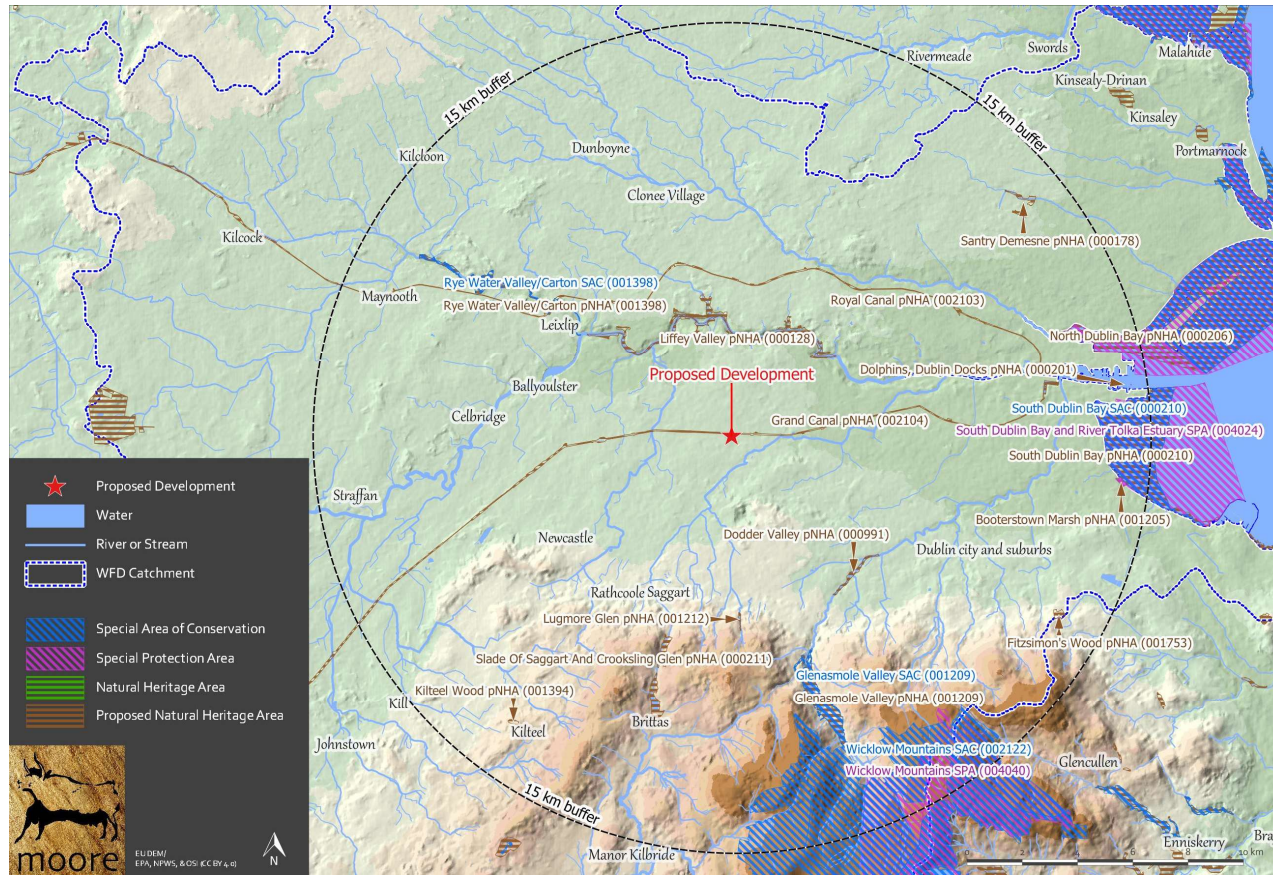 Swords
Malahide
Rivermeade
Kinsealy-Drinan
Kinsaley
Portmarnock
15 km buffer
15 km buffer
Kilcloon
Dunboyne
Clonee Village
Santry Demesne pNHA (000178)
Kilcock
Maynooth
Rye Water Valley/Carton SAC (001398)
Rye Water Valley/Carton pNHA (001398)
Royal Canal pNHA (002103)
Leixlip
Liffey Valley pNHA (000128)
North Dublin Bay pNHA (000206)
Proposed Development
Dolphins, Dublin Docks pNHA (000201)
Ballyoulster
Celbridge
South Dublin Bay SAC (000210)
Grand Canal pNHA (002104)
South Dublin Bay and River Tolka Estuary SPA (004024)
South Dublin Bay pNHA (000210)
Straffan
Booterstown Marsh pNHA (001205)
Newcastle
Dodder Valley pNHA (000991)
Dublin city and suburbs
Rathcoole Saggart
Lugmore Glen pNHA (001212)
Fitzsimon's Wood pNHA (001753)
Slade Of Saggart And Crooksling Glen pNHA (000211)
Glenasmole Valley SAC (001209)
Glenasmole Valley pNHA (001209)
Kilteel Wood pNHA (001394)
Kill
Kilteel
Brittas
Johnstown
Wicklow Mountains SAC (002122)
Wicklow Mountains SPA (004040)
Glencullen
15 km buffer
Manor Kilbride
Enniskerry
Bra
0 2 4 6 8 10 km
Proposed Development
Water
River or Stream
WFD Catchment
Special Area of Conservation
Special Protection Area
Natural Heritage Area
Proposed Natural Heritage Area
moore
EU DEM/
EPA, NPWS, & OSI (CC BY 4.0)
N